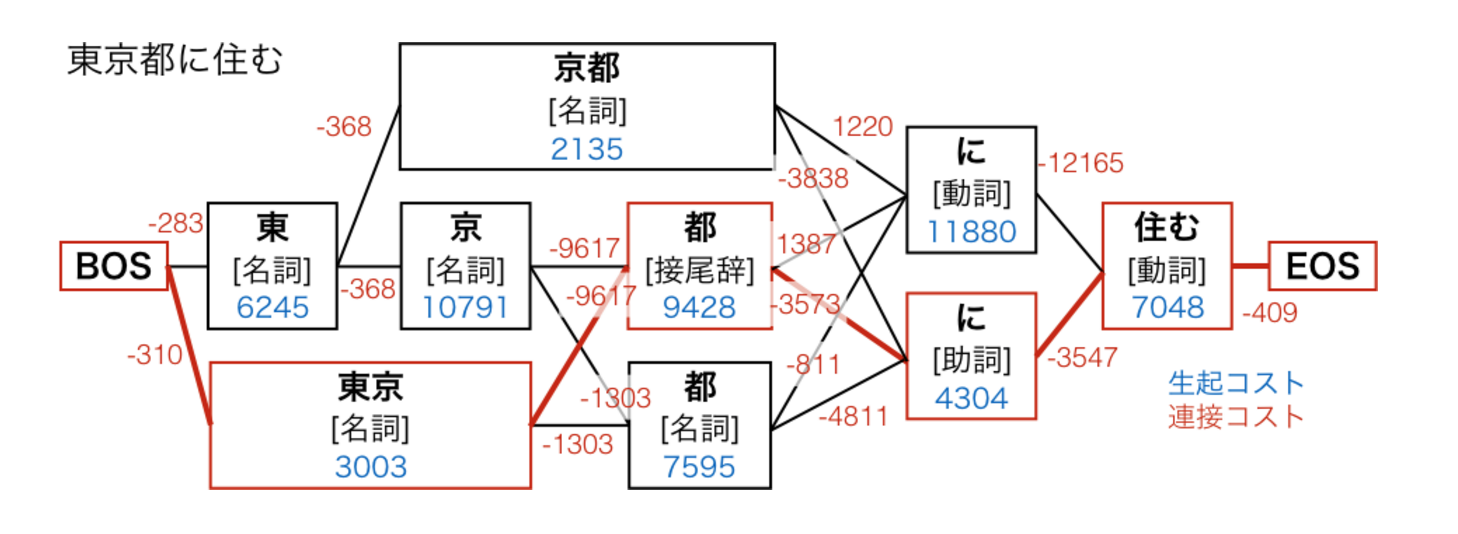 東京都に住む
京都
[名詞]
2135
-368
1220
-3838
に
[動詞]
11880
-12165
-283
BOS
東
[名詞]
6245
-368
京
[名詞]
10791
-9617
-9617
都
[接尾辞]
9428
1387
-3573
住む
[動詞]
7048
EOS
-409
-310
東京
[名詞]
3003
-1303
-1303
都
[名詞]
7595
-811
-4811
に
[助詞]
4304
-3547
生起コスト
連接コスト